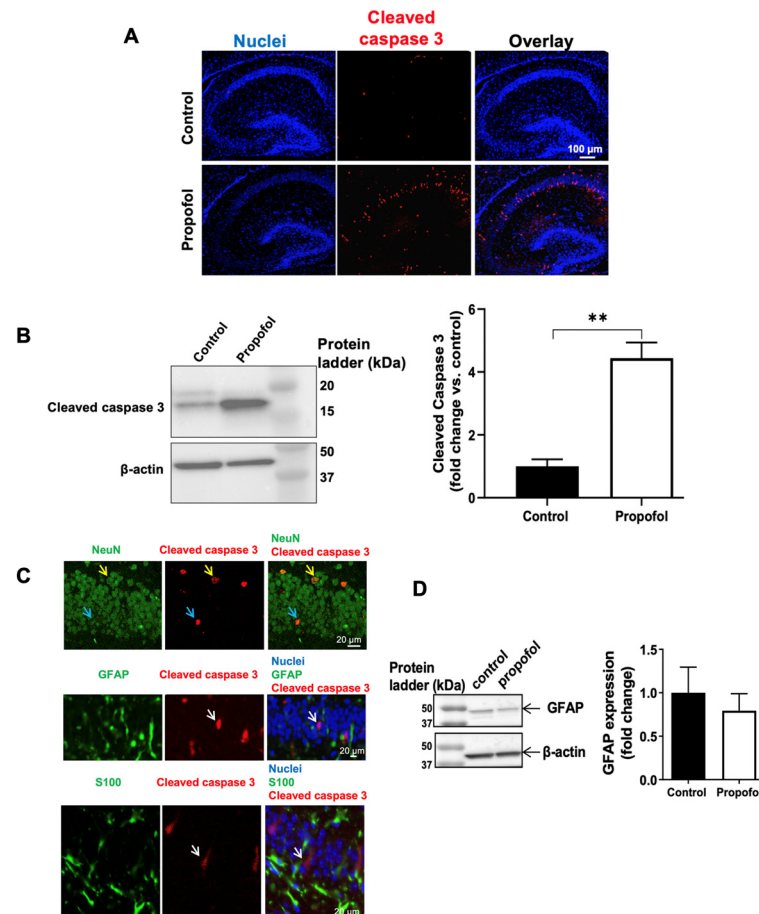 A
Nuclei
Cleaved
caspase 3
Overlay
Control
100 µm
Propofol
B
Control
Propofol
Protein
ladder (kDa)
20
Cleaved caspase 3
15
50
β-actin
37
Cleaved Caspase 3
(fold change vs. control)
6
4
2
0
**
Control
Propofol
C
NeuN
Cleaved caspase 3
NeuN
Cleaved caspase 3
20 µm
GFAP
Cleaved caspase 3
Nuclei
GFAP
Cleaved caspase 3
20 µm
S100
Cleaved caspase 3
Nuclei
S100
Cleaved caspase 3
20 µm
D
Protein
ladder (kDa)
control
propofol
50
GFAP
37
50
β-actin
37
GFAP expression
(fold change)
1.5
1.0
0.5
0.0
Control
Propofo